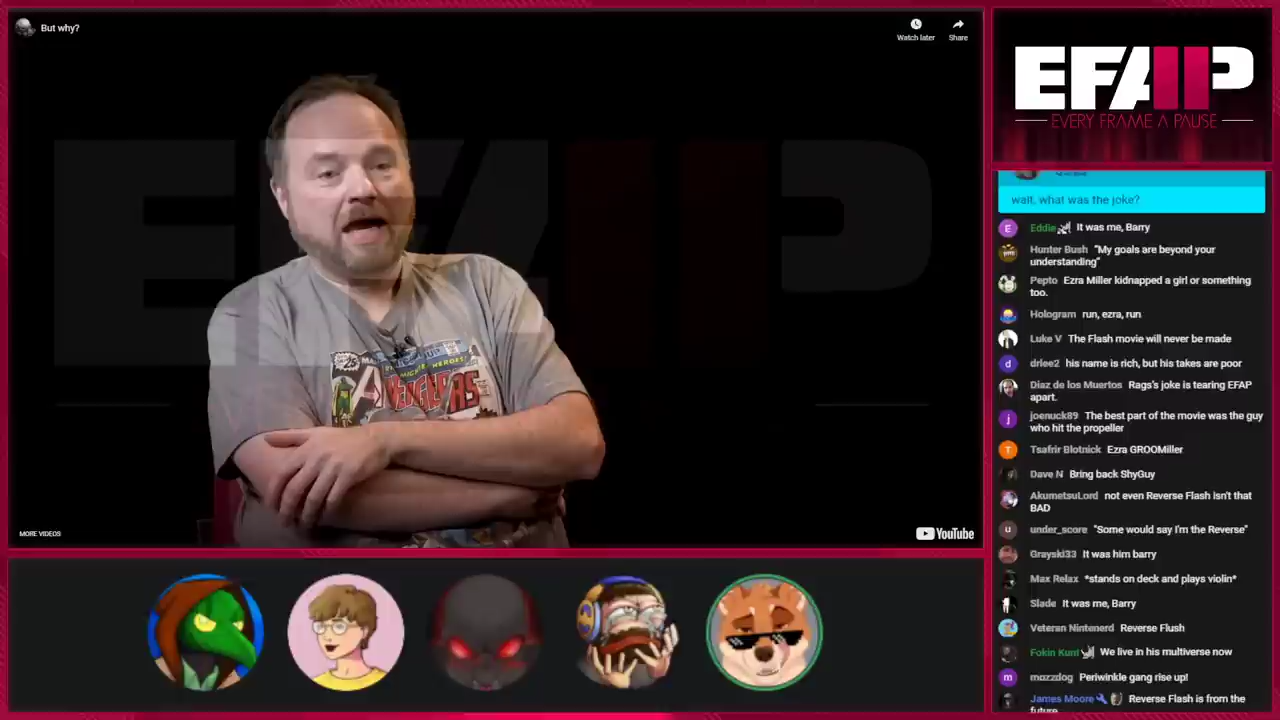 But why?
Watch later
Share
EFAP
EVERY FRAME A PAUSE
wait, what was the joke?
E Eddie It was me, Barry
Hunter Bush "My goals are beyond your
understanding"
Pepto Ezra Miller kidnapped a girl or something
too.
Hologram run, ezra, run
Luke V The Flash movie will never be made
d drlee2 his name is rich, but his takes are poor
Diaz de los Muertos Rags's joke is tearing EFAP
apart.
j joenuck89 The best part of the movie was the guy
who hit the propeller
T Tsafrir Blotnick Ezra GROOMiller
Dave N Bring back ShyGuy
AkumetsuLord not even Reverse Flash isn't that
BAD
u under_score "Some would say I'm the Reverse"
Grayski33 It was him barry
Max Relax *stands on deck and plays violin*
Slade It was me, Barry
Veteran Nintenerd Reverse Flush
Fokin Kunt We live in his multiverse now
m mozzdog Periwinkle gang rise up!
James Moore Reverse Flash is from the
future
AVENGERS
MORE VIDEOS
YouTube